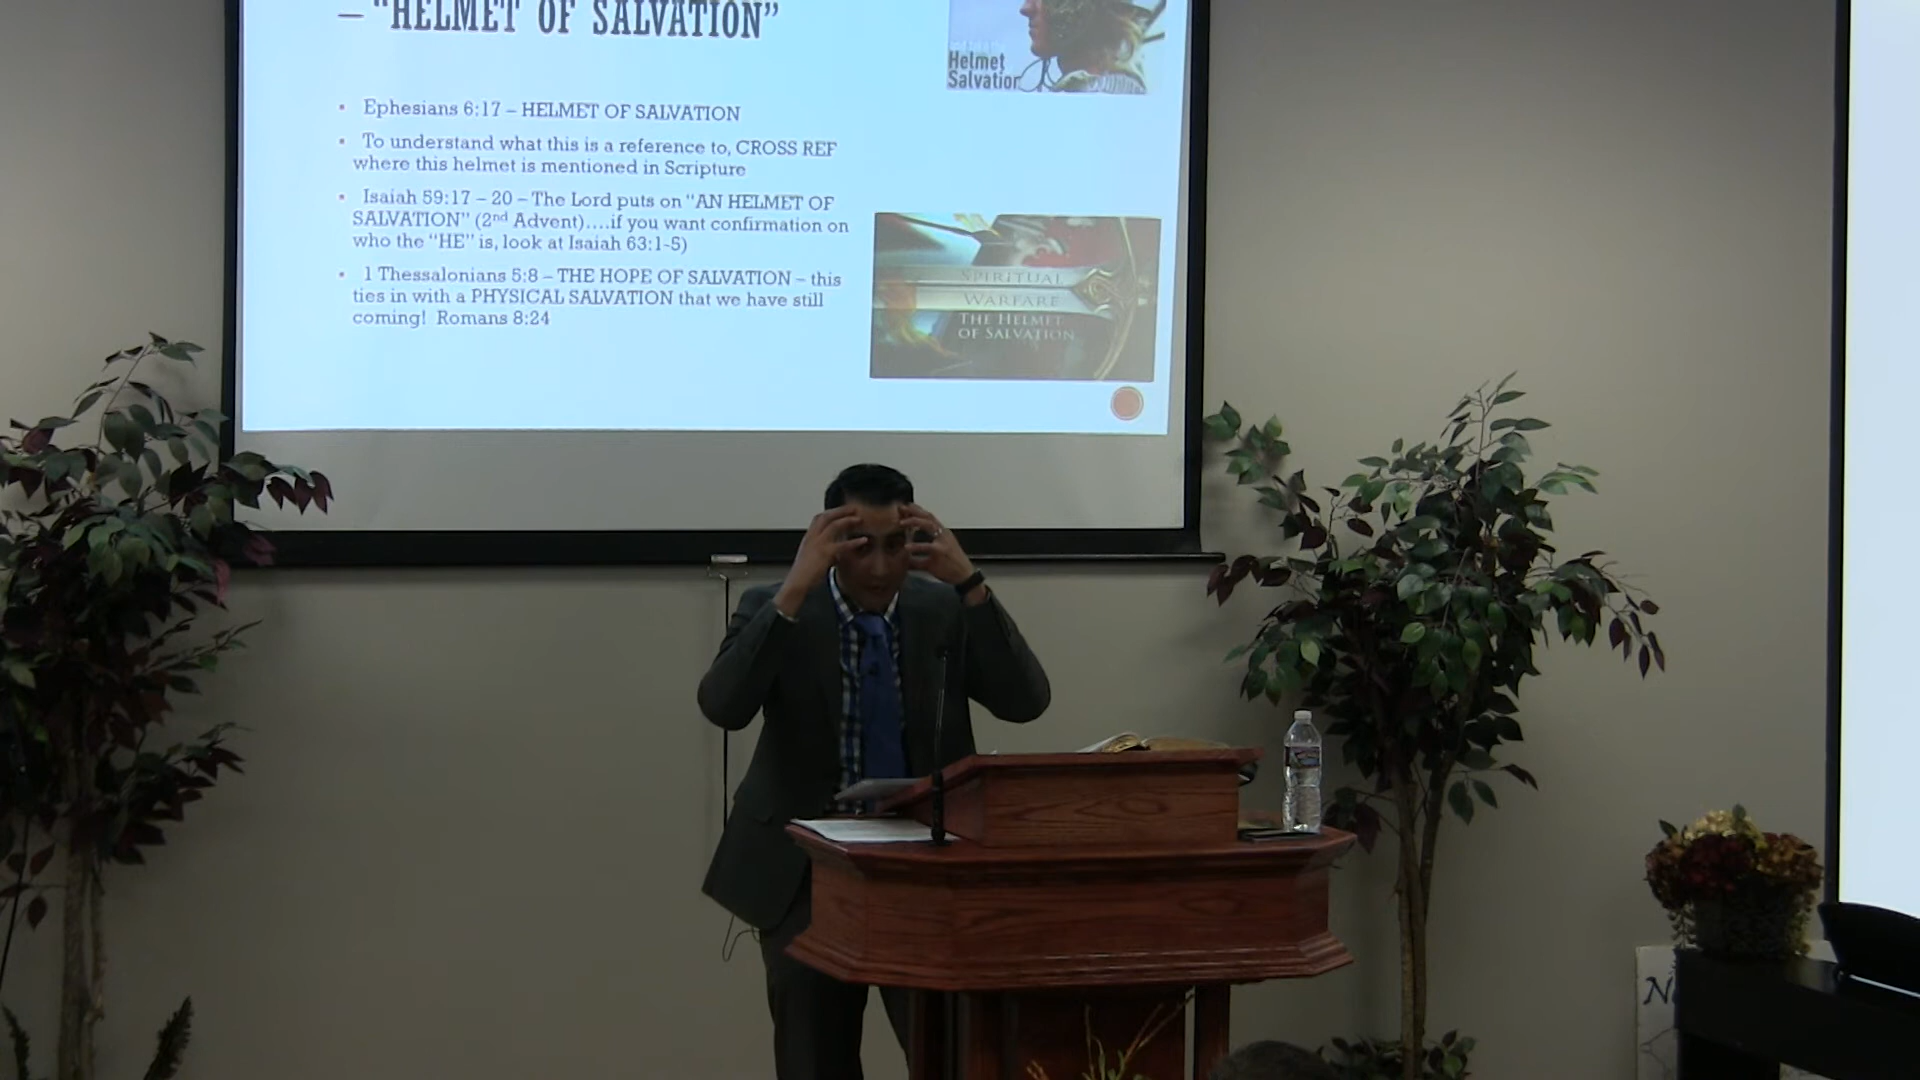 – "HELMET OF SALVATION"
Helmet
Salvation
▪ Ephesians 6:17 – HELMET OF SALVATION
▪ To understand what this is a reference to, CROSS REF
where this helmet is mentioned in Scripture
▪ Isaiah 59:17 – 20 – The Lord puts on "AN HELMET OF
SALVATION" (2nd Advent)….if you want confirmation on
who the "HE" is, look at Isaiah 63:1-5)
▪ 1 Thessalonians 5:8 – THE HOPE OF SALVATION – this
ties in with a PHYSICAL SALVATION that we have still
coming! Romans 8:24
SPIRITUAL
WARFARE
THE HELMET
OF SALVATION